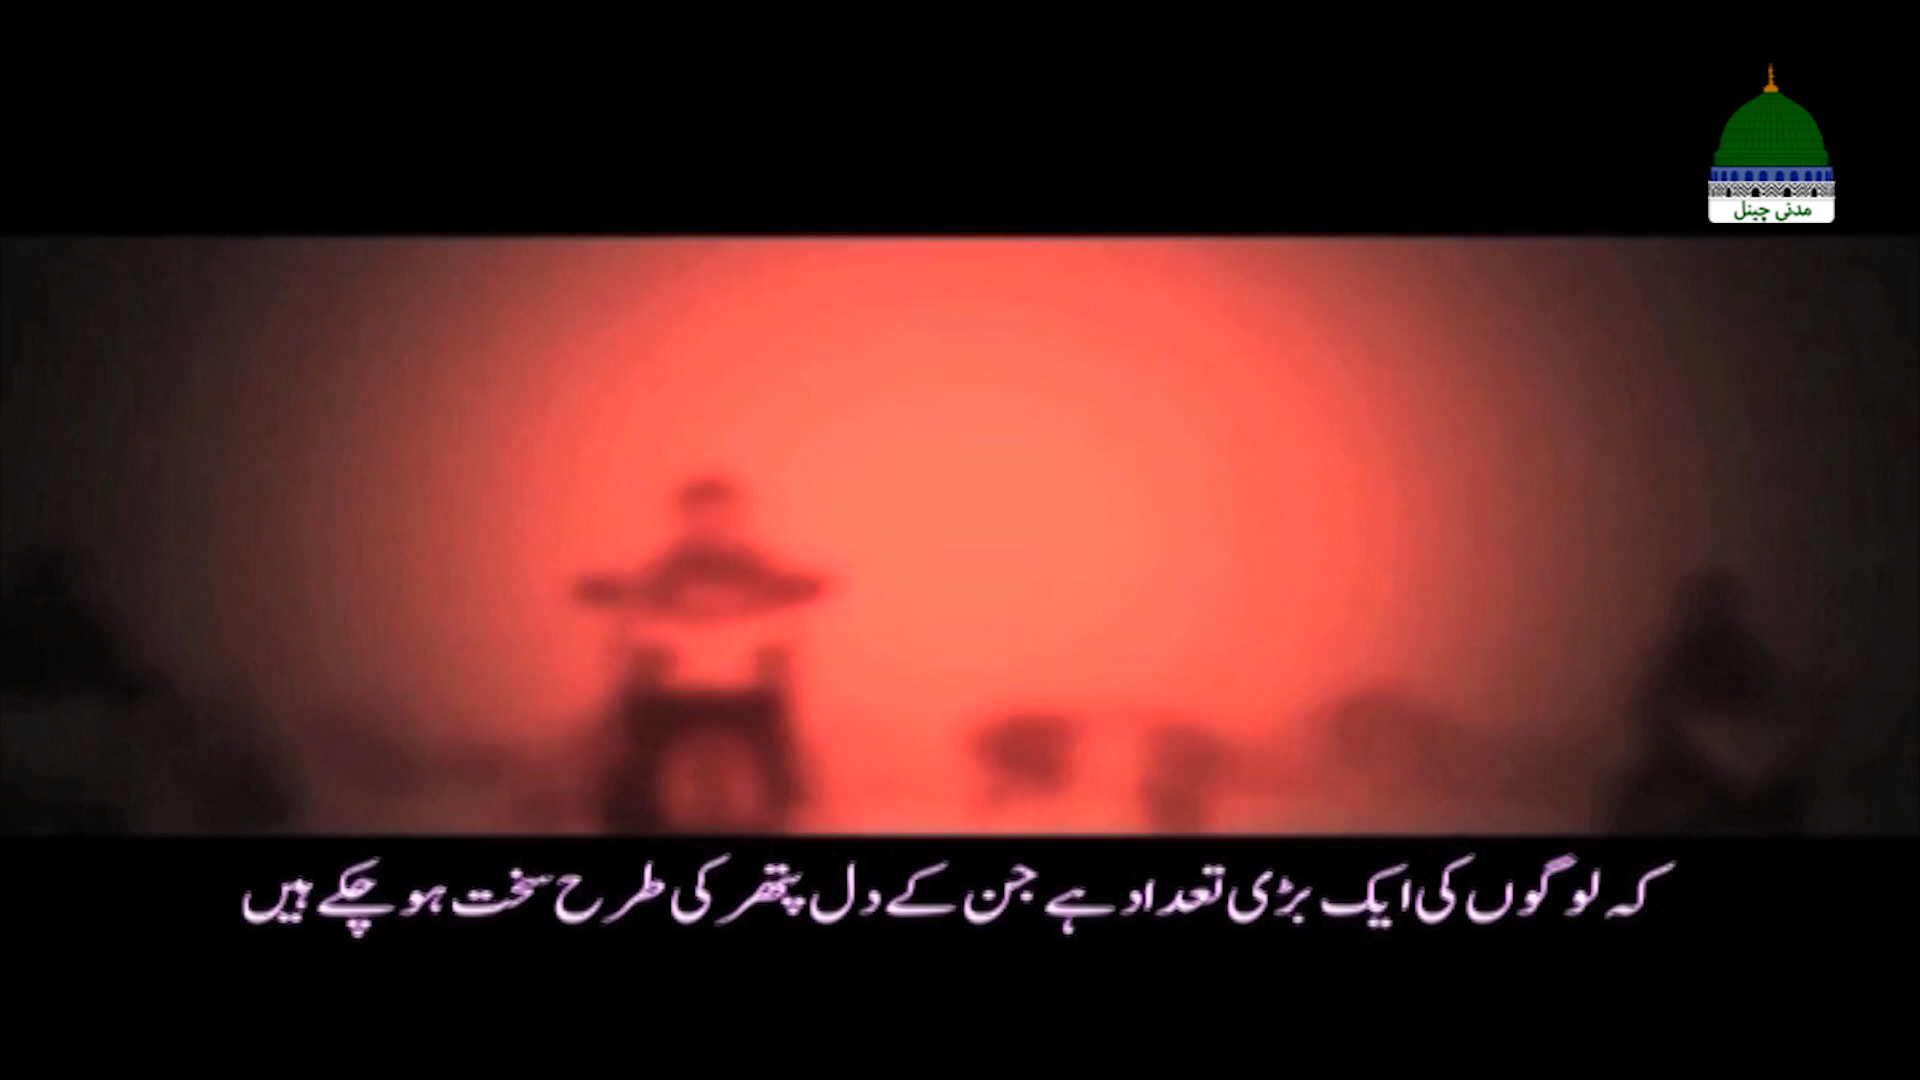 مدنی چینل
کہ لوگوں کی ایک بڑی تعداد ہے جن کے دل پتھر کی طرح سخت ہو چکے ہیں